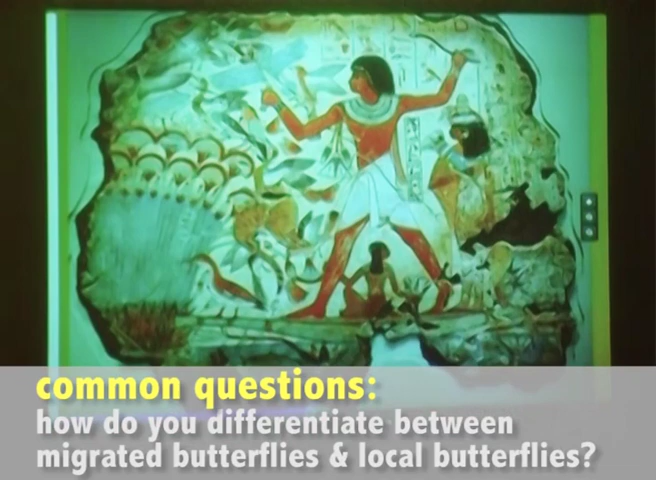 common questions:
how do you differentiate between
migrated butterflies & local butterflies?